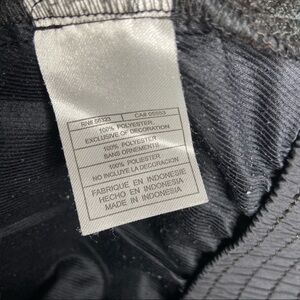 RN# 56323 CA# 05553
100% POLYESTER.
EXCLUSIVE OF DECORATION
100% POLYESTER
SANS ORNEMENTS
100% POLIESTER
NO INCLUYE LA DECORACION
FABRIQUE EN INDONESIE
HECHO EN INDONESIA
MADE IN INDONESIA